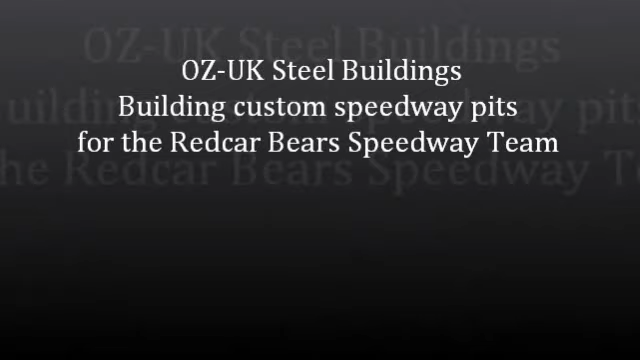 OZ-UK Steel Buildings
Building custom speedway pits
for the Redcar Bears Speedway Team